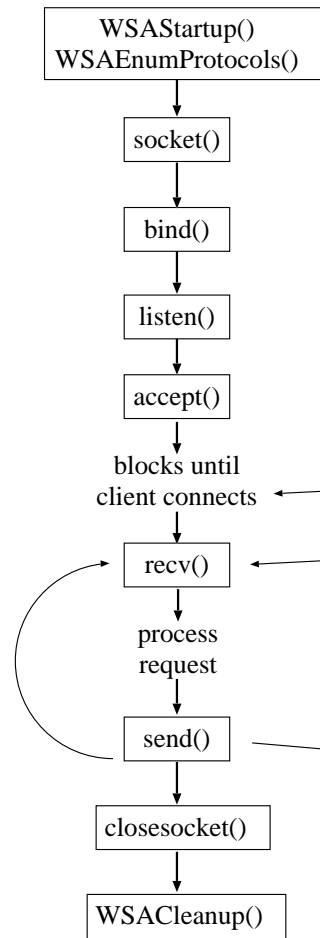 WSAStartup()
WSAEnumProtocols()
socket()
bind()
listen()
accept()
blocks until
client connects
recv()
process
request
send()
closesocket()
WSACleanup()